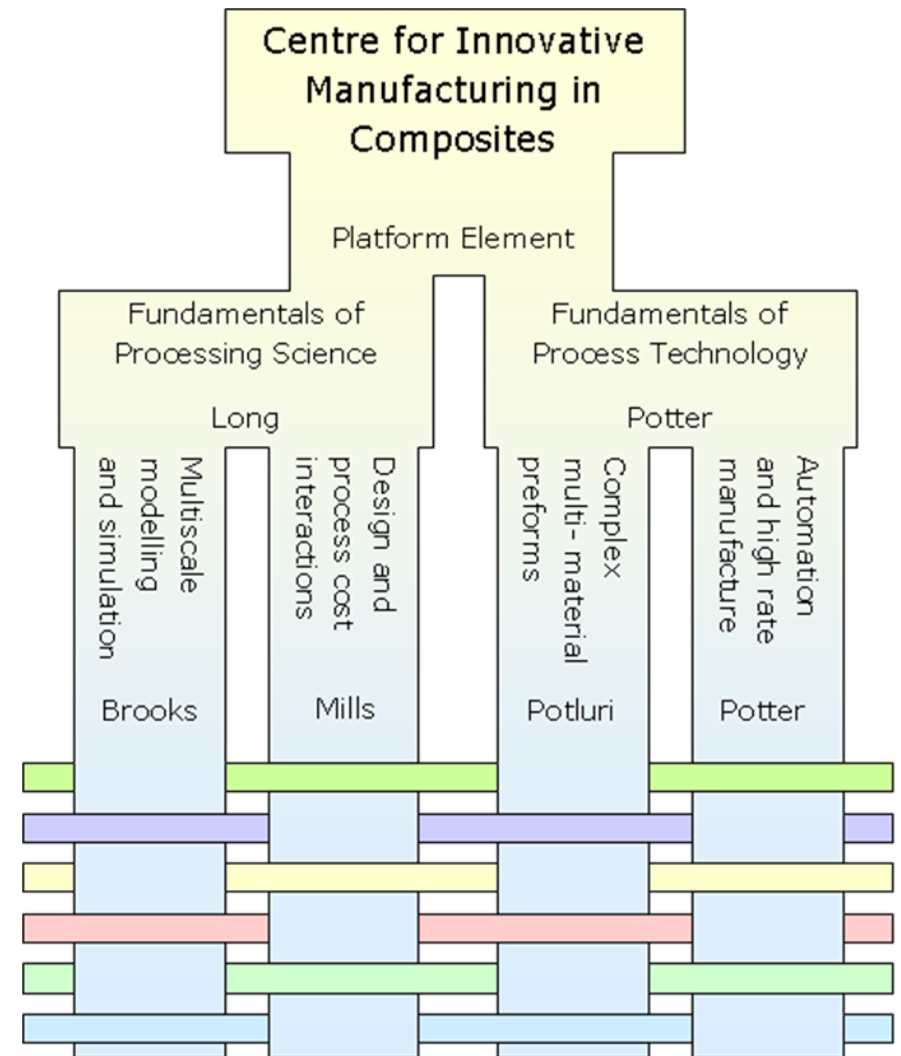 Centre for Innovative
Manufacturing in
Composites
Platform Element
Fundamentals of
Processing Science
Long
Fundamentals of
Process Technology
Potter
Multiscale
modelling
and simulation
Brooks
Design and
process cost
interactions
Mills
Complex
multi- material
preforms
Potluri
Automation
and high rate
manufacture
Potter